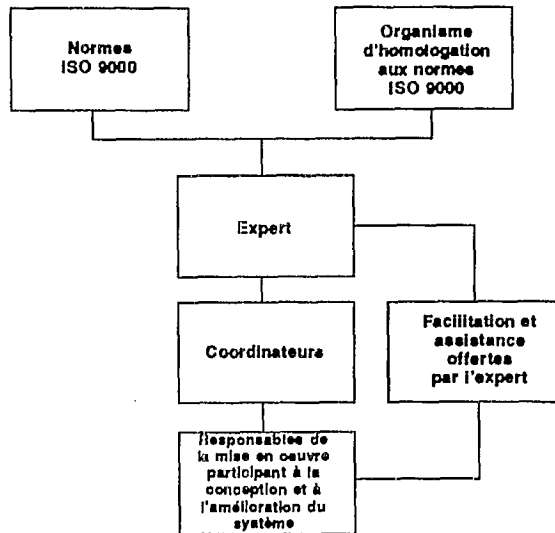 Normes
ISO 9000
Organisme
d'homologation
aux normes
ISO 9000
Expert
Coordinateurs
Facilitation et
assistance
offertes
par l'expert
Responsables de
la mise en oeuvre
participant à la
conception et à
l'amélioration du
système